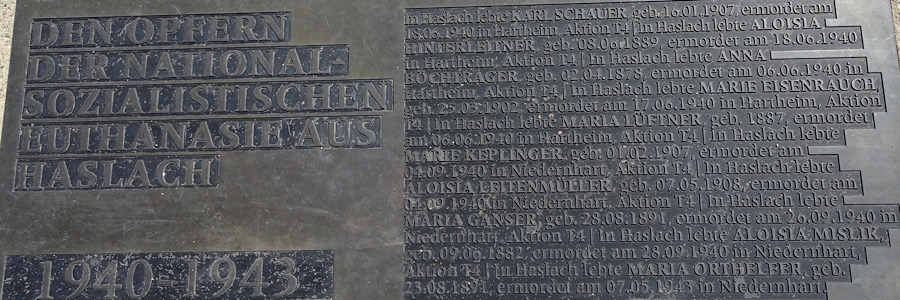 DEN OPFERN
DER NATIONAL-
SOZIALISTISCHEN
EUTHANASIE AUS
HASLACH
1940-1943
In Haslach lebte KARL SCHAUER, geb. 16.01.1907, ermordet am
18.06.1940 in Hartheim, Aktion T4 | In Haslach lebte ALOISIA
HINTERLEITNER, geb. 08.06.1889, ermordet am 18.06.1940
in Hartheim, Aktion T4 | In Haslach lebte ANNA
BÖCHTRAGER, geb. 02.04.1878, ermordet am 06.06.1940 in
Hartheim, Aktion T4 | In Haslach lebte MARIE EISENRAUCH,
geb. 25.03.1902, ermordet am 17.06.1940 in Hartheim, Aktion
T4 | In Haslach lebte MARIA LUFTNER, geb. 1887, ermordet
am 06.06.1940 in Hartheim, Aktion T4 | In Haslach lebte
MARIE KEPLINGER, geb. 01.02.1907, ermordet am
04.09.1940 in Niedernhart, Aktion T4 | In Haslach lebte
ALOISIA LEITENMÜLLER, geb. 07.05.1908, ermordet am
04.09.1940 in Niedernhart, Aktion T4 | In Haslach lebte
MARIA GANSER, geb. 28.08.1891, ermordet am 26.09.1940 in
Niedernhart, Aktion T4 | In Haslach lebte ALOISIA MISLIK,
geb. 09.06.1882, ermordet am 28.09.1940 in Niedernhart,
Aktion T4 | In Haslach lebte MARIA ORTHELFER, geb.
23.08.1891, ermordet am 07.05.1943 in Niedernhart,